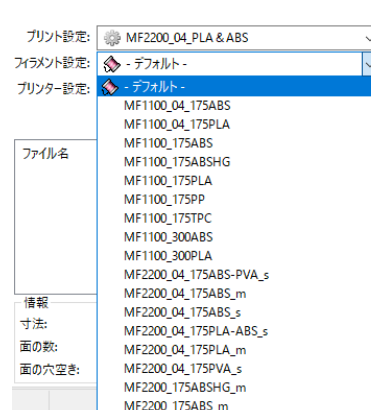 プリント設定: MF2200_04_PLA & ABS
フィラメント設定: - デフォルト -
プリンター設定: - デフォルト -
MF1100_04_175ABS
MF1100_04_175PLA
MF1100_175ABS
MF1100_175ABSHG
MF1100_175PLA
MF1100_175PP
MF1100_175TPC
MF1100_300ABS
MF1100_300PLA
MF2200_04_175ABS-PVA_s
MF2200_04_175ABS_m
MF2200_04_175ABS_s
MF2200_04_175PLA-ABS_s
MF2200_04_175PLA_m
MF2200_04_175PVA_s
MF2200_175ABSHG_m
MF2200_175ABS_m
ファイル名
情報
寸法:
面の数:
面の穴空き: